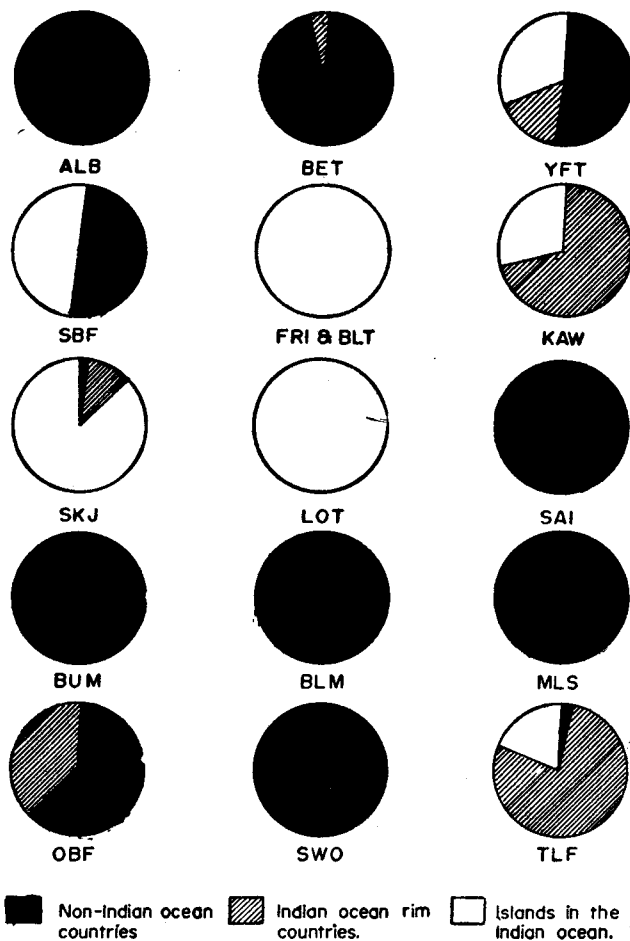 ALB BET YFT
SBF FRI & BLT KAW
SKJ LOT SAI
BUM BLM MLS
OBF SWO TLF
Non-Indian ocean countries
Indian ocean rim countries.
Islands in the Indian ocean.